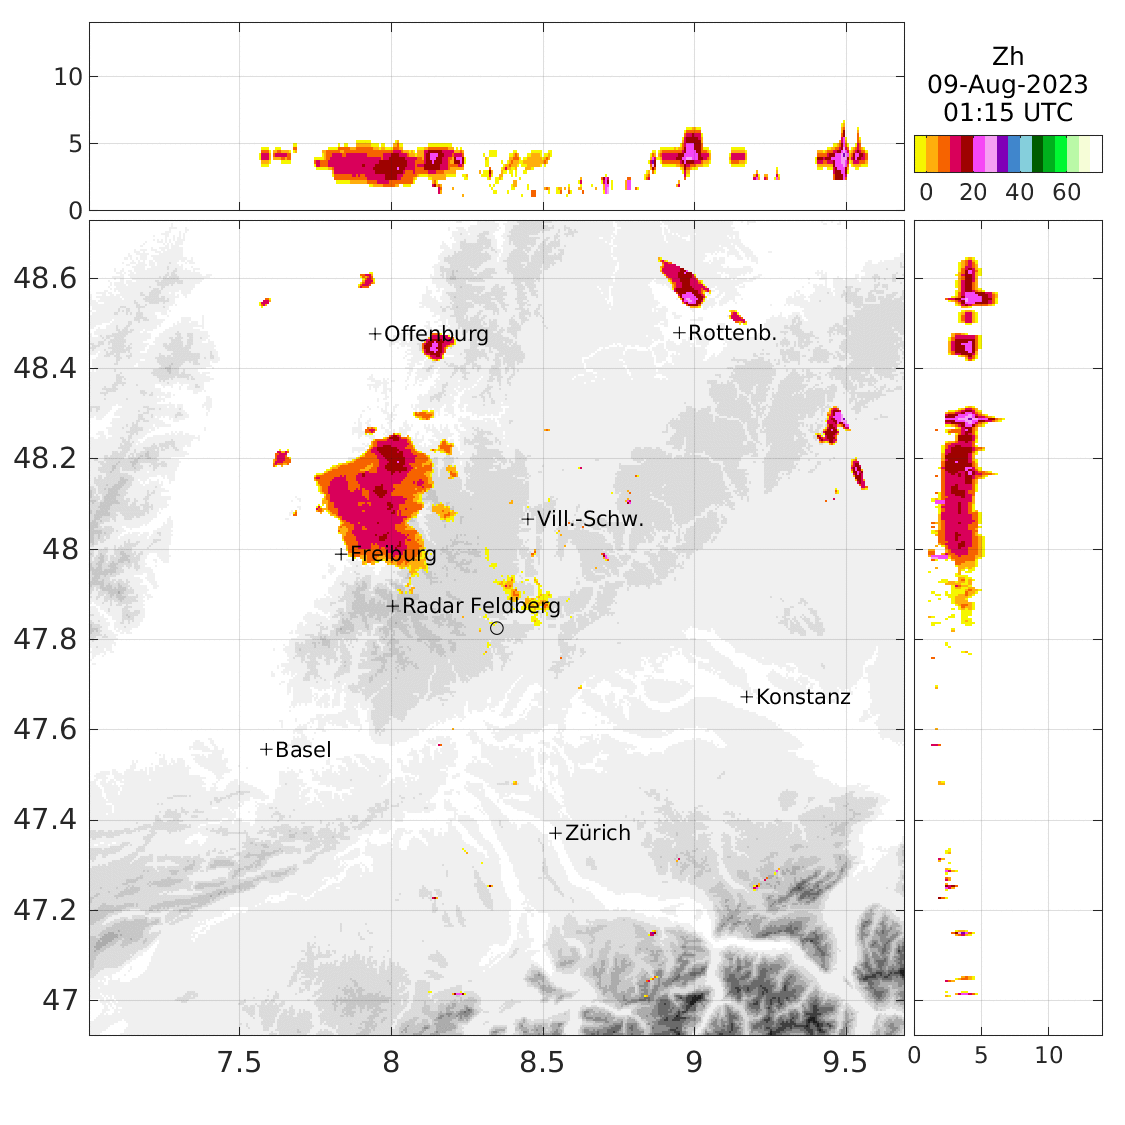 Zh
09-Aug-2023
01:15 UTC
10
5
0
0 20 40 60
48.6
48.4
48.2
48
47.8
47.6
47.4
47.2
47
Offenburg
Rottenb.
Vill.-Schw.
Freiburg
Radar Feldberg
Konstanz
Basel
Zürich
7.5 8 8.5 9 9.5
0 5 10